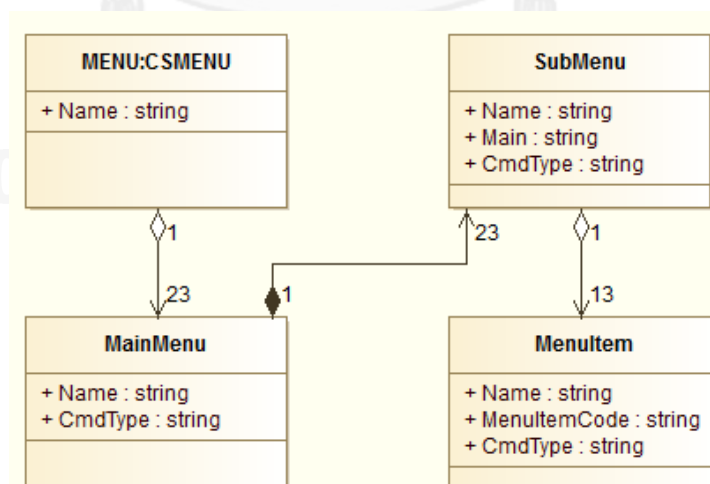 MENU:CSMENU
+ Name : string
SubMenu
+ Name : string
+ Main : string
+ CmdType : string
1
23
23
1
1
13
MainMenu
+ Name : string
+ CmdType : string
MenuItem
+ Name : string
+ MenuItemCode : string
+ CmdType : string